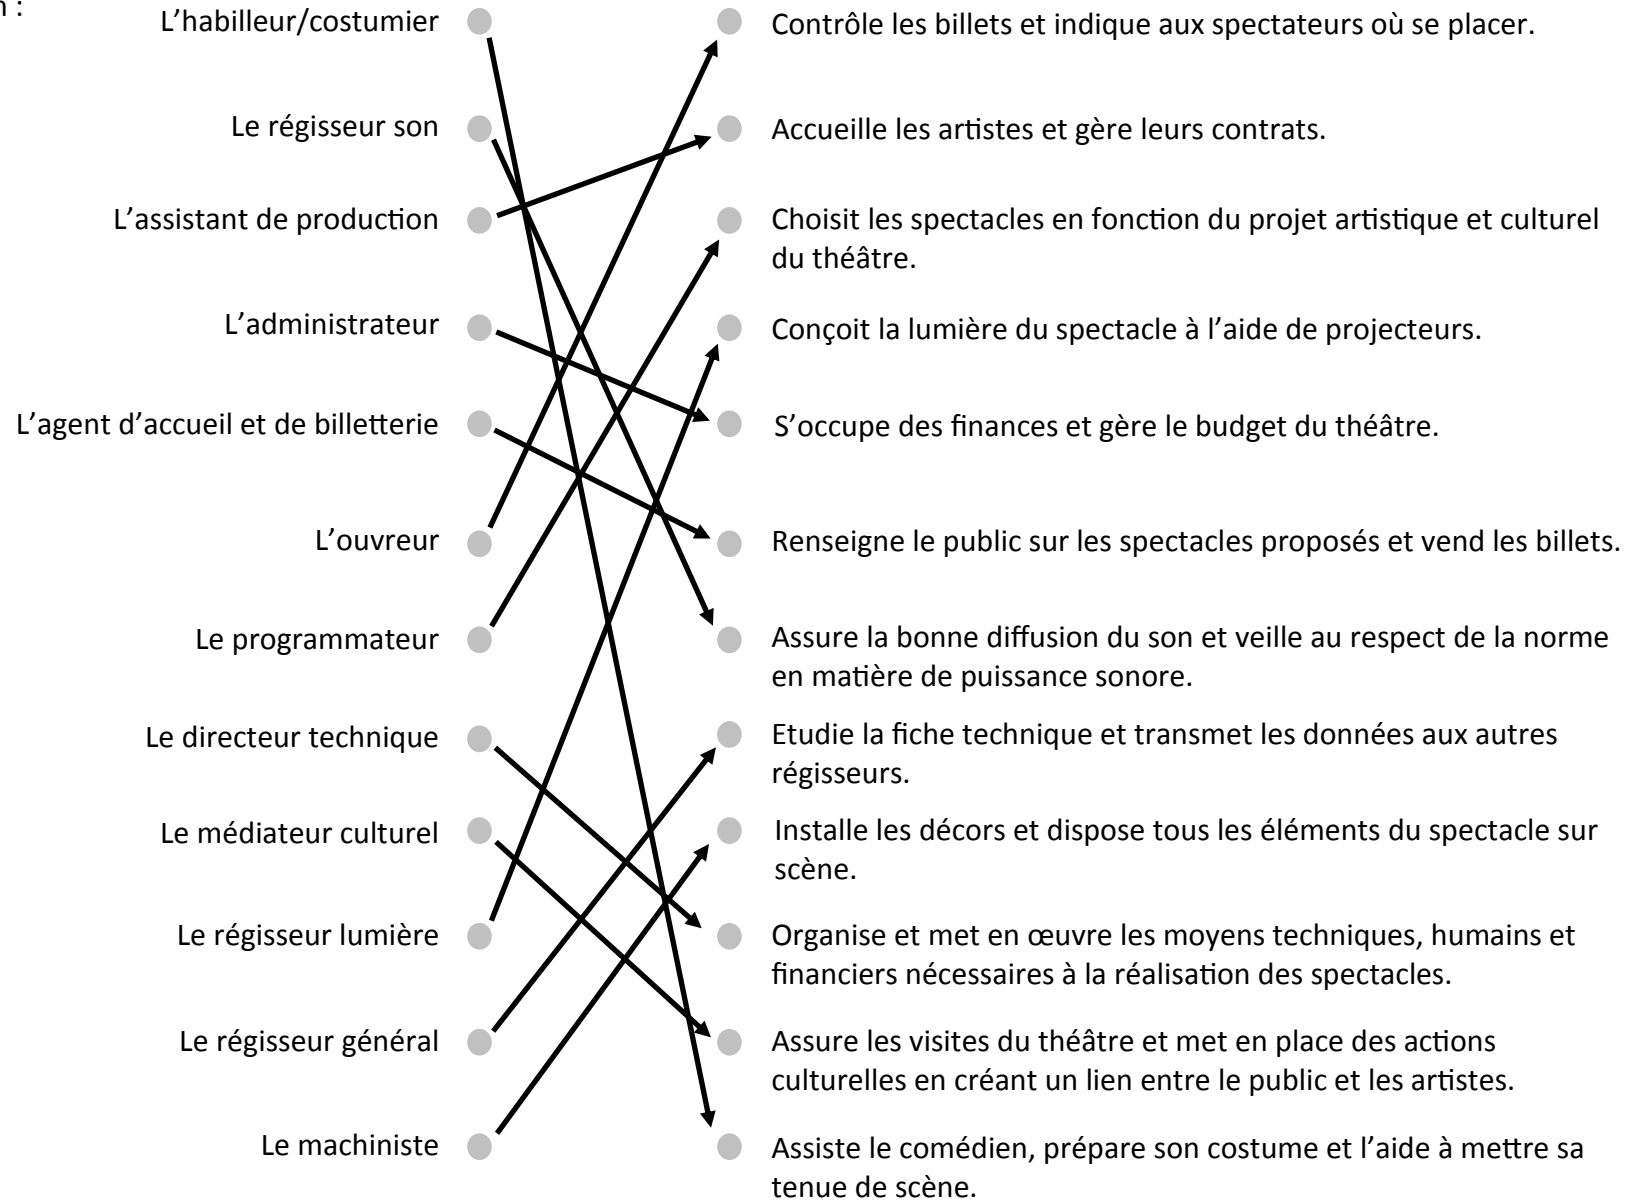 n :
L’habilleur/costumier
Contrôle les billets et indique aux spectateurs où se placer.
Le régisseur son
Accueille les artistes et gère leurs contrats.
L’assistant de production
Choisit les spectacles en fonction du projet artistique et culturel
du théâtre.
L’administrateur
Conçoit la lumière du spectacle à l’aide de projecteurs.
L’agent d’accueil et de billetterie
S’occupe des finances et gère le budget du théâtre.
L’ouvreur
Renseigne le public sur les spectacles proposés et vend les billets.
Le programmateur
Assure la bonne diffusion du son et veille au respect de la norme
en matière de puissance sonore.
Le directeur technique
Etudie la fiche technique et transmet les données aux autres
régisseurs.
Le médiateur culturel
Installe les décors et dispose tous les éléments du spectacle sur
scène.
Le régisseur lumière
Organise et met en œuvre les moyens techniques, humains et
financiers nécessaires à la réalisation des spectacles.
Le régisseur général
Assure les visites du théâtre et met en place des actions
culturelles en créant un lien entre le public et les artistes.
Le machiniste
Assiste le comédien, prépare son costume et l’aide à mettre sa
tenue de scène.